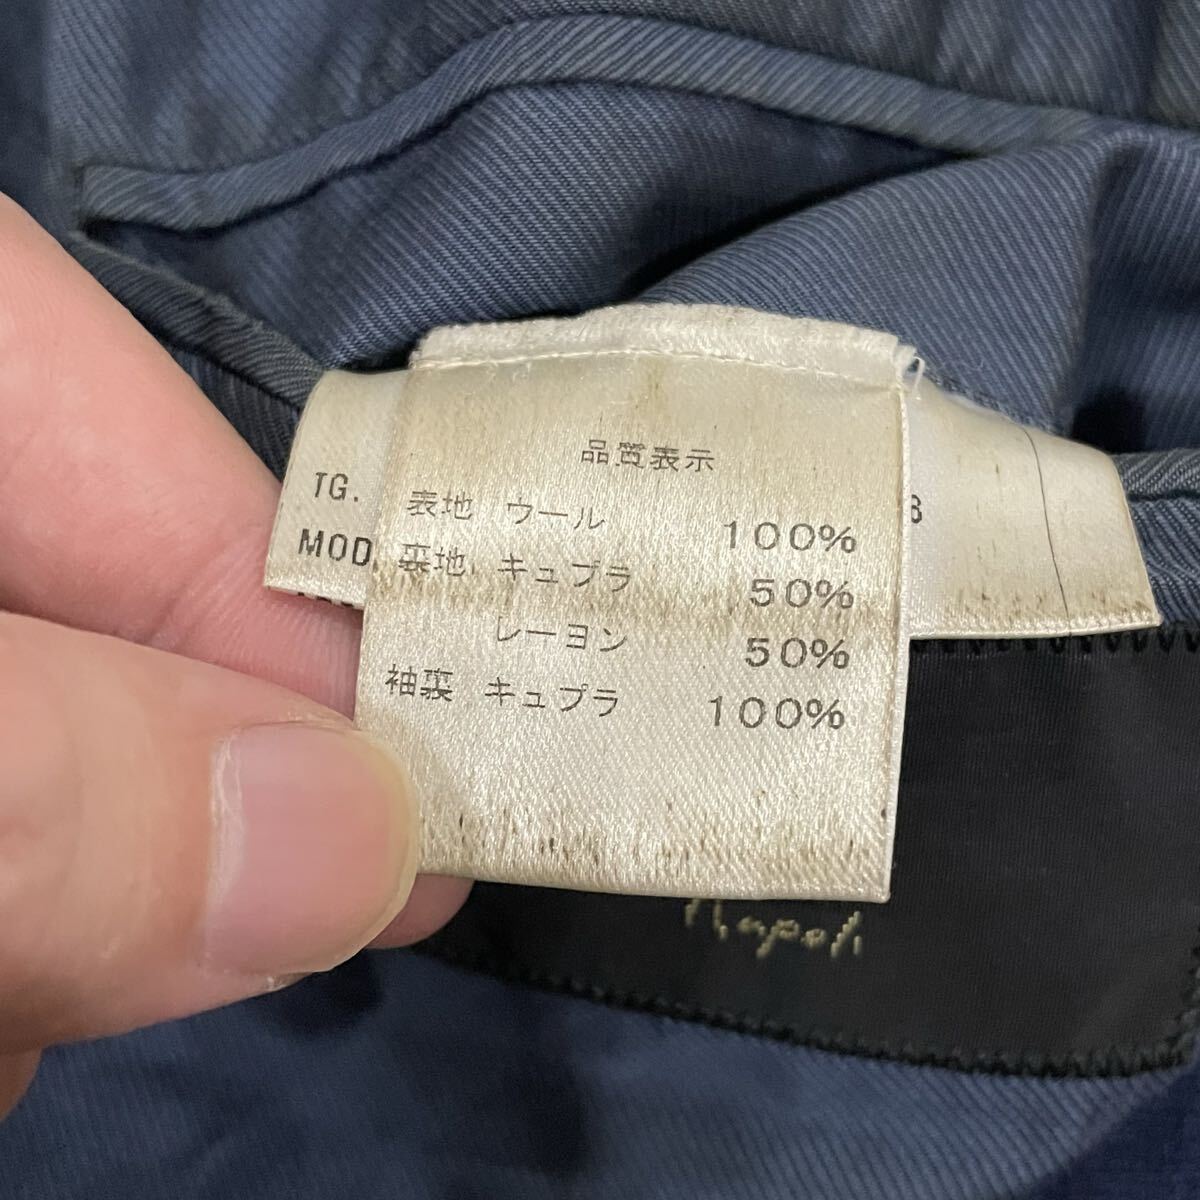 品質表示
表地 ウール 100%
裏地 キュプラ 50%
レーヨン 50%
袖裏 キュプラ 100%
TG.
MOD
Napoli